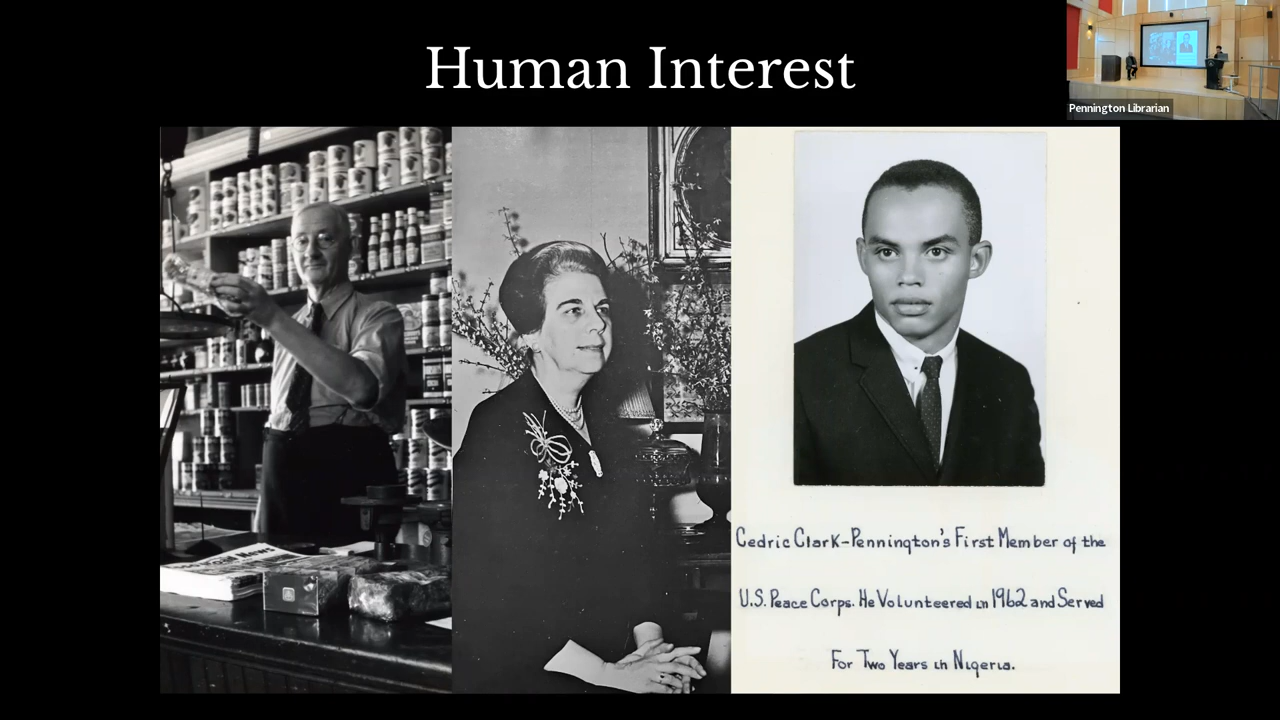 Human Interest
Pennington Librarian
Cedric Clark-Pennington's First Member of the
U.S. Peace Corps. He Volunteered in 1962 and Served
For Two Years in Nigeria.
News